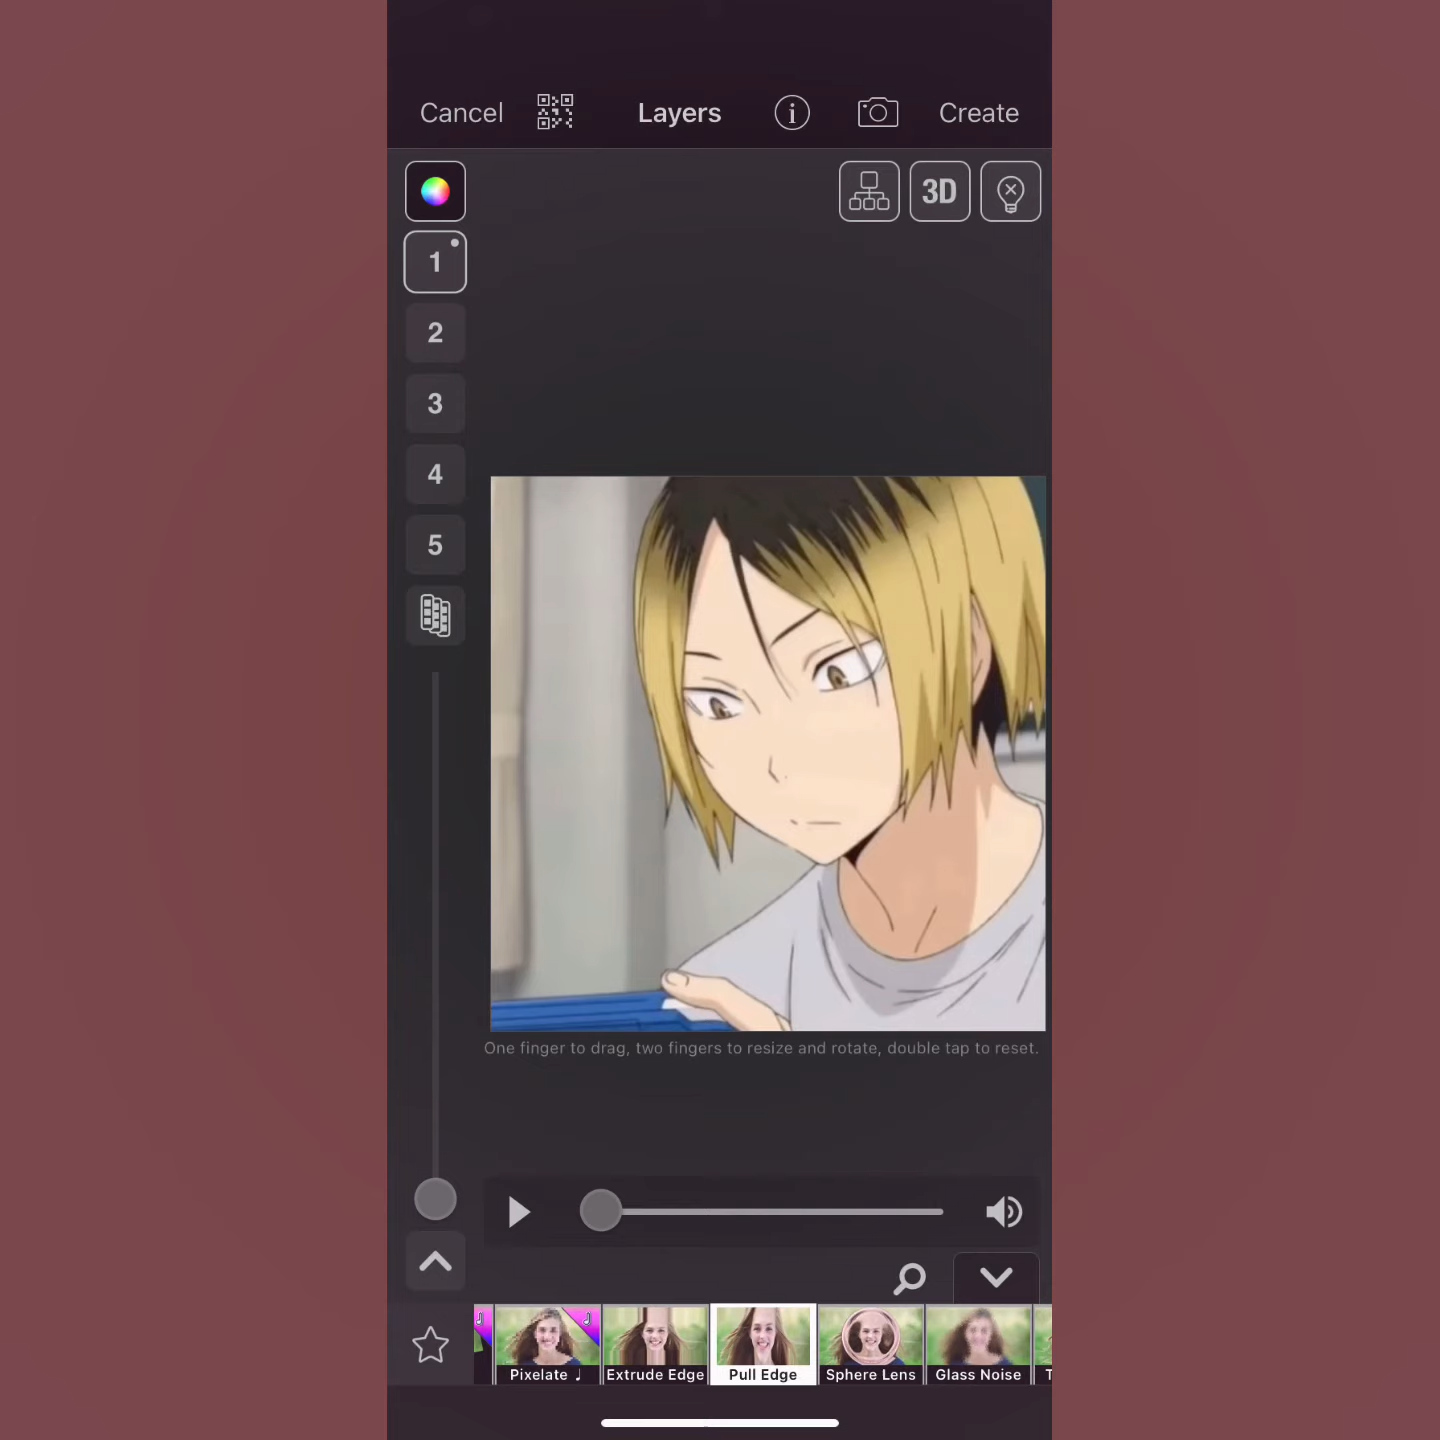 Cancel Layers Create
3D
1
2
3
4
5
One finger to drag, two fingers to resize and rotate, double tap to reset.
Pixelate ♩ Extrude Edge Pull Edge Sphere Lens Glass Noise